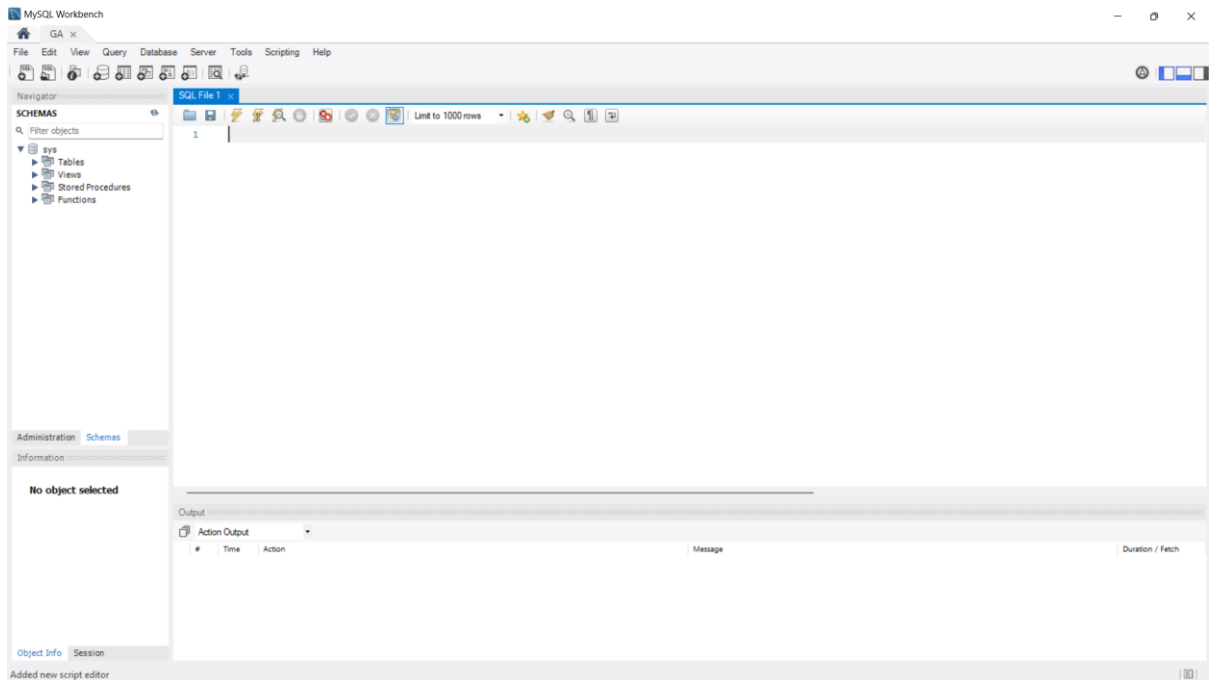 MySQL Workbench
GA
File Edit View Query Database Server Tools Scripting Help
Navigator
SQL File 1
SCHEMAS
Limit to 1000 rows
Filter objects
1
sys
Tables
Views
Stored Procedures
Functions
Administration Schemas
Information
No object selected
Output
Action Output
# Time Action Message Duration / Fetch
Object Info Session
Added new script editor